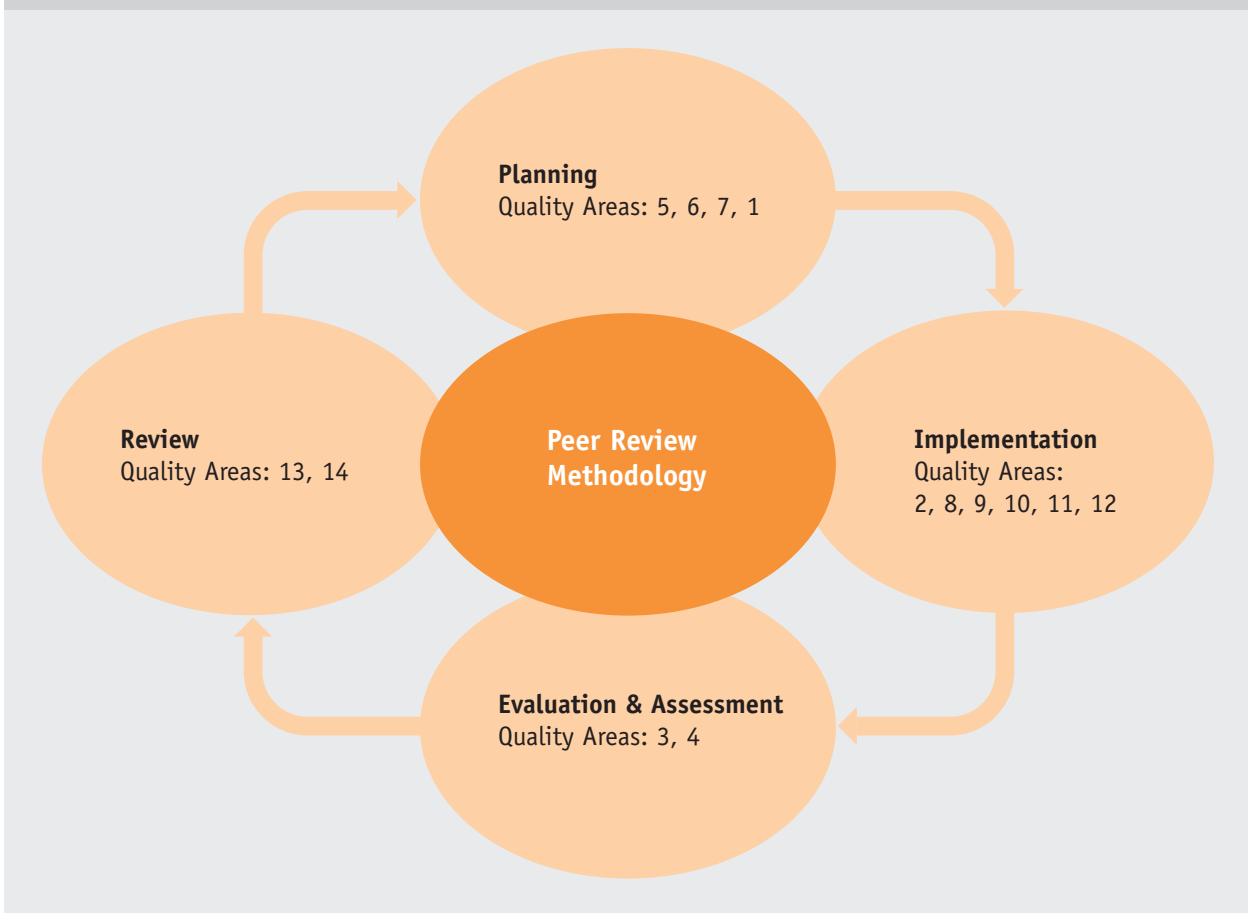 Planning
Quality Areas: 5, 6, 7, 1
Review
Quality Areas: 13, 14
Peer Review
Methodology
Implementation
Quality Areas:
2, 8, 9, 10, 11, 12
Evaluation & Assessment
Quality Areas: 3, 4